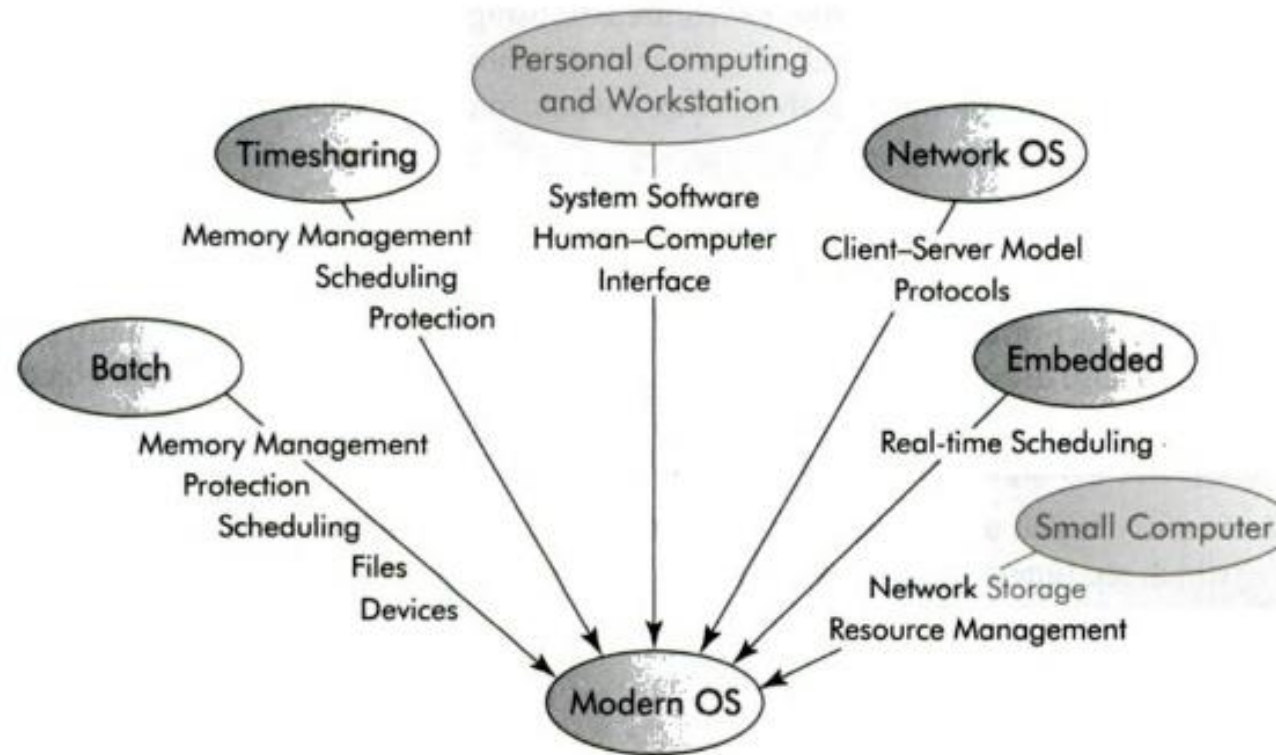 Personal Computing
and Workstation
Timesharing
Network OS
System Software
Human–Computer
Interface
Memory Management
Scheduling
Protection
Client–Server Model
Protocols
Batch
Embedded
Memory Management
Protection
Scheduling
Files
Devices
Real-time Scheduling
Small Computer
Network Storage
Resource Management
Modern OS